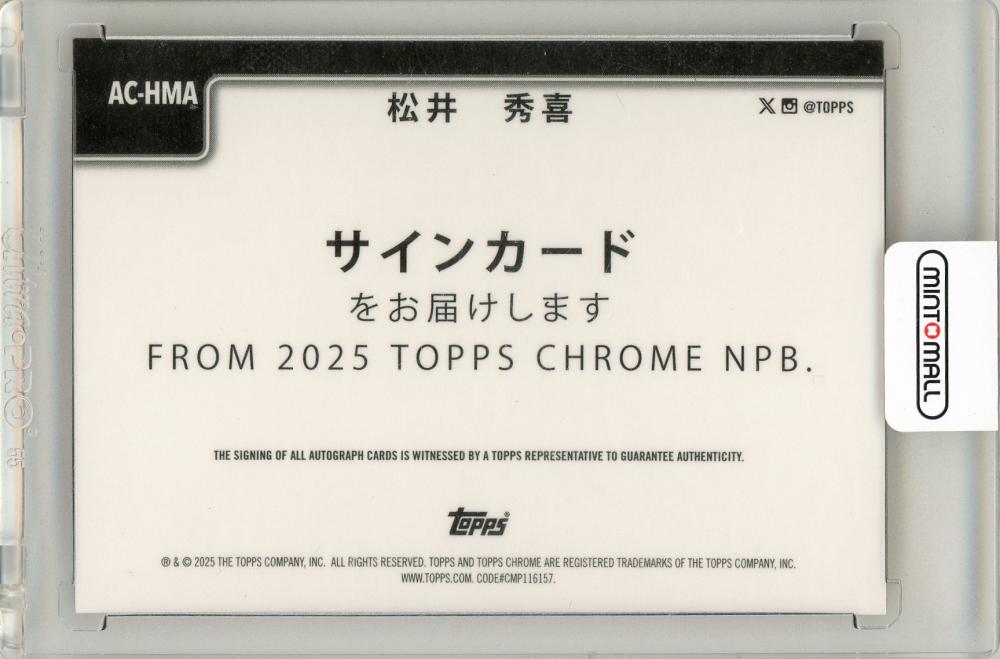 AC-HMA
松井 秀喜
@TOPPS
サインカード
をお届けします
FROM 2025 TOPPS CHROME NPB.
THE SIGNING OF ALL AUTOGRAPH CARDS IS WITNESSED BY A TOPPS REPRESENTATIVE TO GUARANTEE AUTHENTICITY.
topps®
® & © 2025 THE TOPPS COMPANY, INC. ALL RIGHTS RESERVED. TOPPS AND TOPPS CHROME ARE REGISTERED TRADEMARKS OF THE TOPPS COMPANY, INC.
WWW.TOPPS.COM. CODE#CMP116157.
MINT MALL